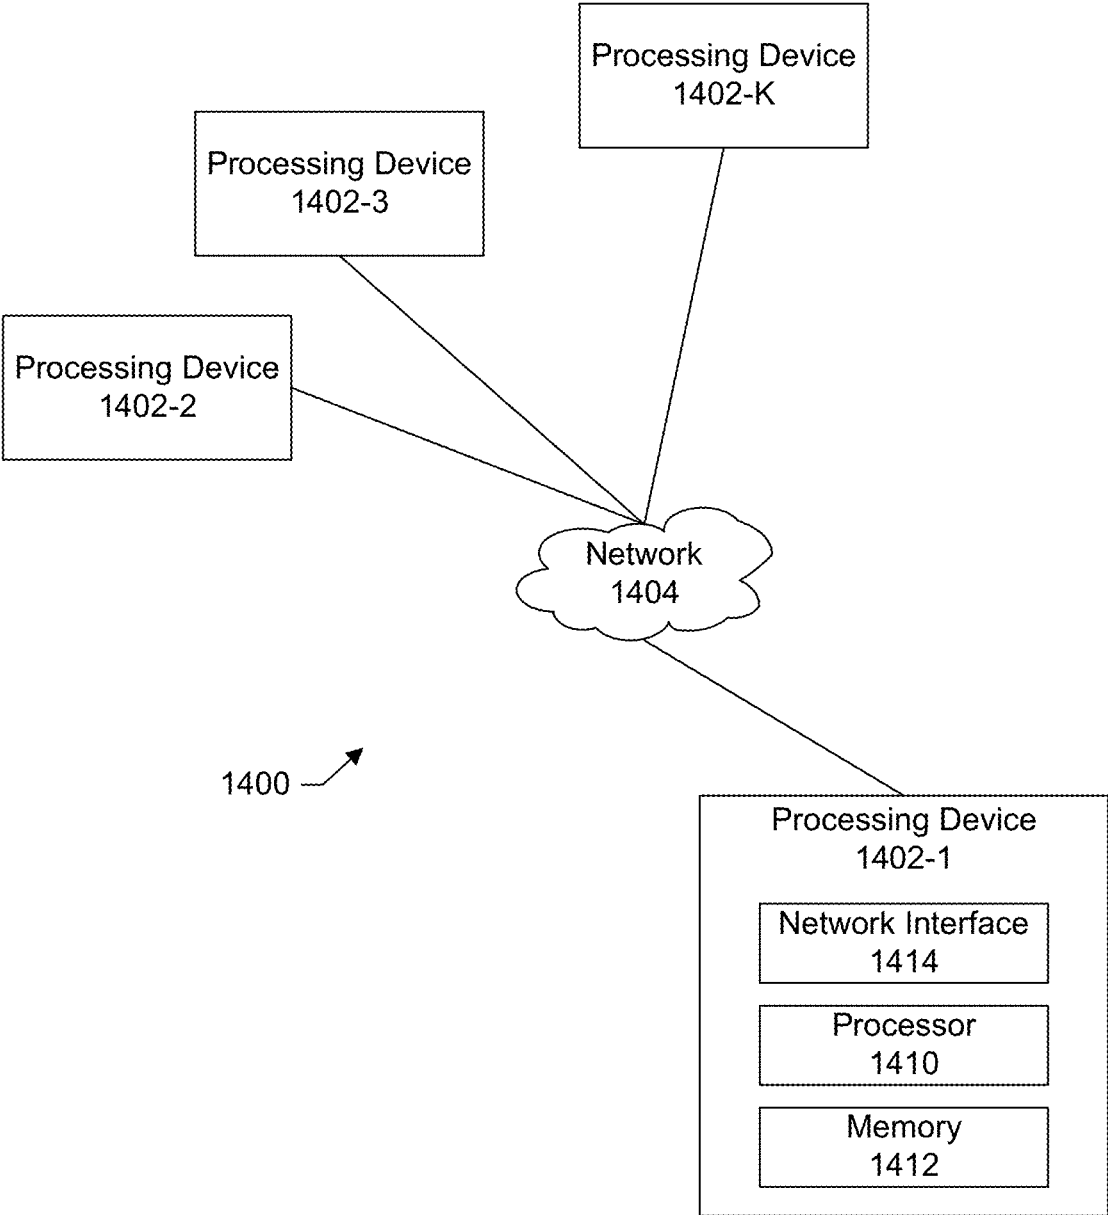 Processing Device
1402-K
Processing Device
1402-3
Processing Device
1402-2
Network
1404
1400
Processing Device
1402-1
Network Interface
1414
Processor
1410
Memory
1412